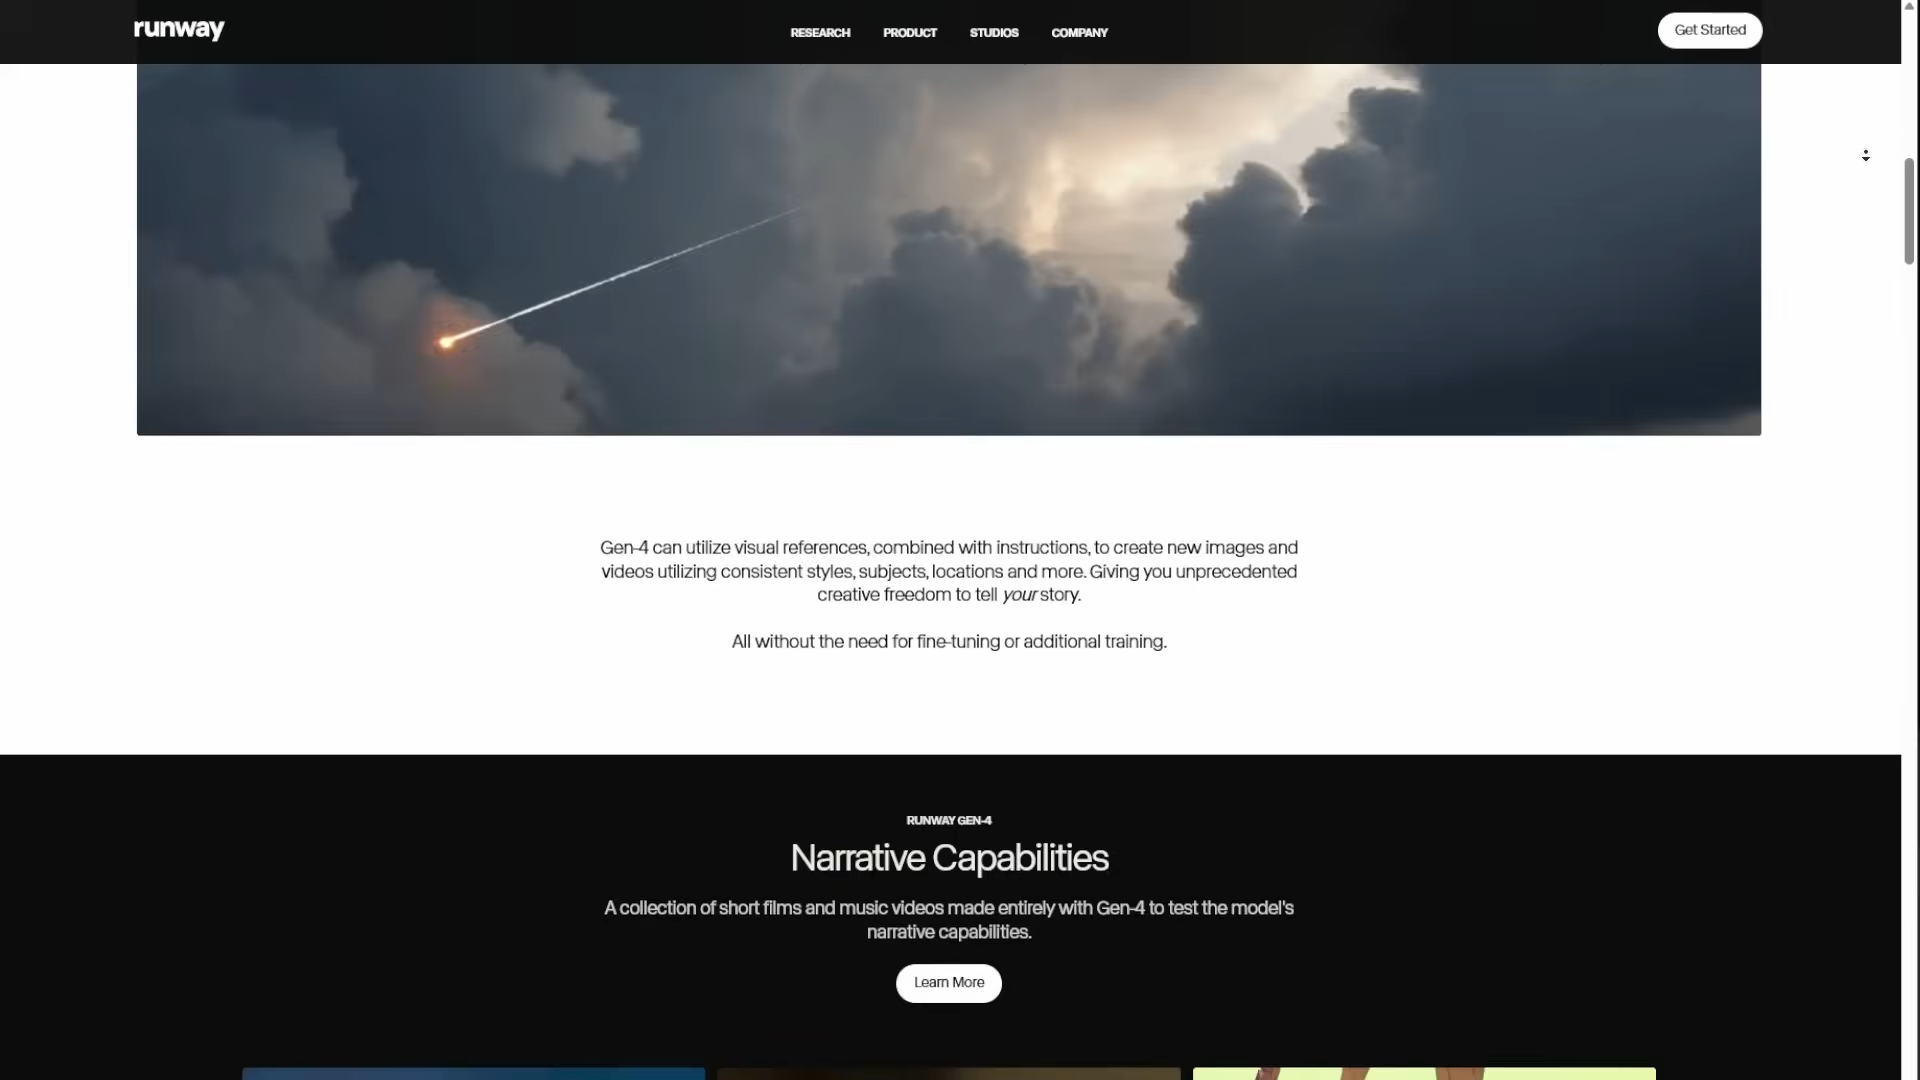 runway
RESEARCH PRODUCT STUDIOS COMPANY
Get Started
Gen-4 can utilize visual references, combined with instructions, to create new images and
videos utilizing consistent styles, subjects, locations and more. Giving you unprecedented
creative freedom to tell your story.
All without the need for fine-tuning or additional training.
RUNWAY GEN-4
Narrative Capabilities
A collection of short films and music videos made entirely with Gen-4 to test the model's
narrative capabilities.
Learn More